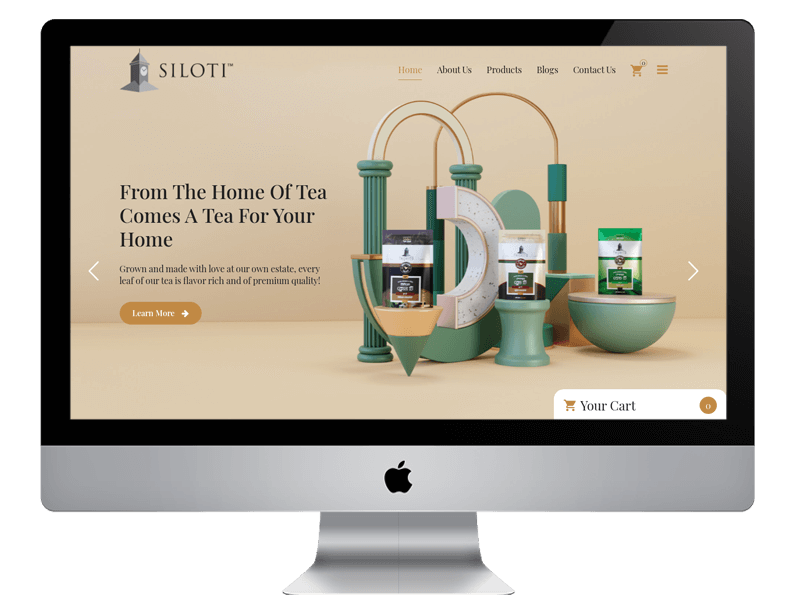 SILOTI™
Home About Us Products Blogs Contact Us 0
From The Home Of Tea
Comes A Tea For Your
Home
Grown and made with love at our own estate, every
leaf of our tea is flavor rich and of premium quality!
Learn More
Your Cart 0